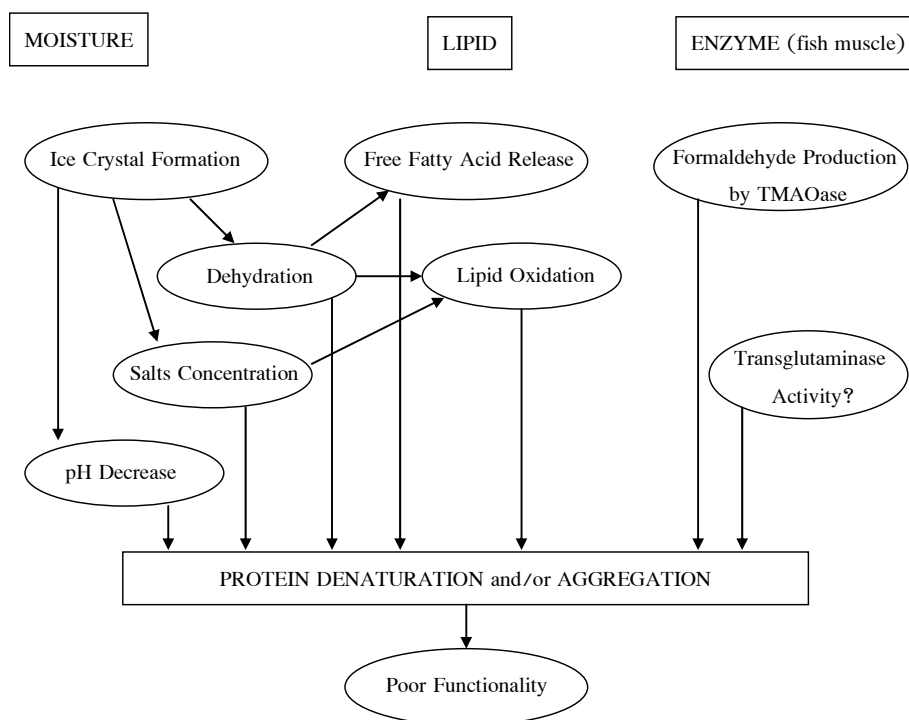 MOISTURE
LIPID
ENZYME (fish muscle)
Ice Crystal Formation
Free Fatty Acid Release
Formaldehyde Production
by TMAOase
Dehydration
Lipid Oxidation
Salts Concentration
Transglutaminase
Activity?
pH Decrease
PROTEIN DENATURATION and/or AGGREGATION
Poor Functionality